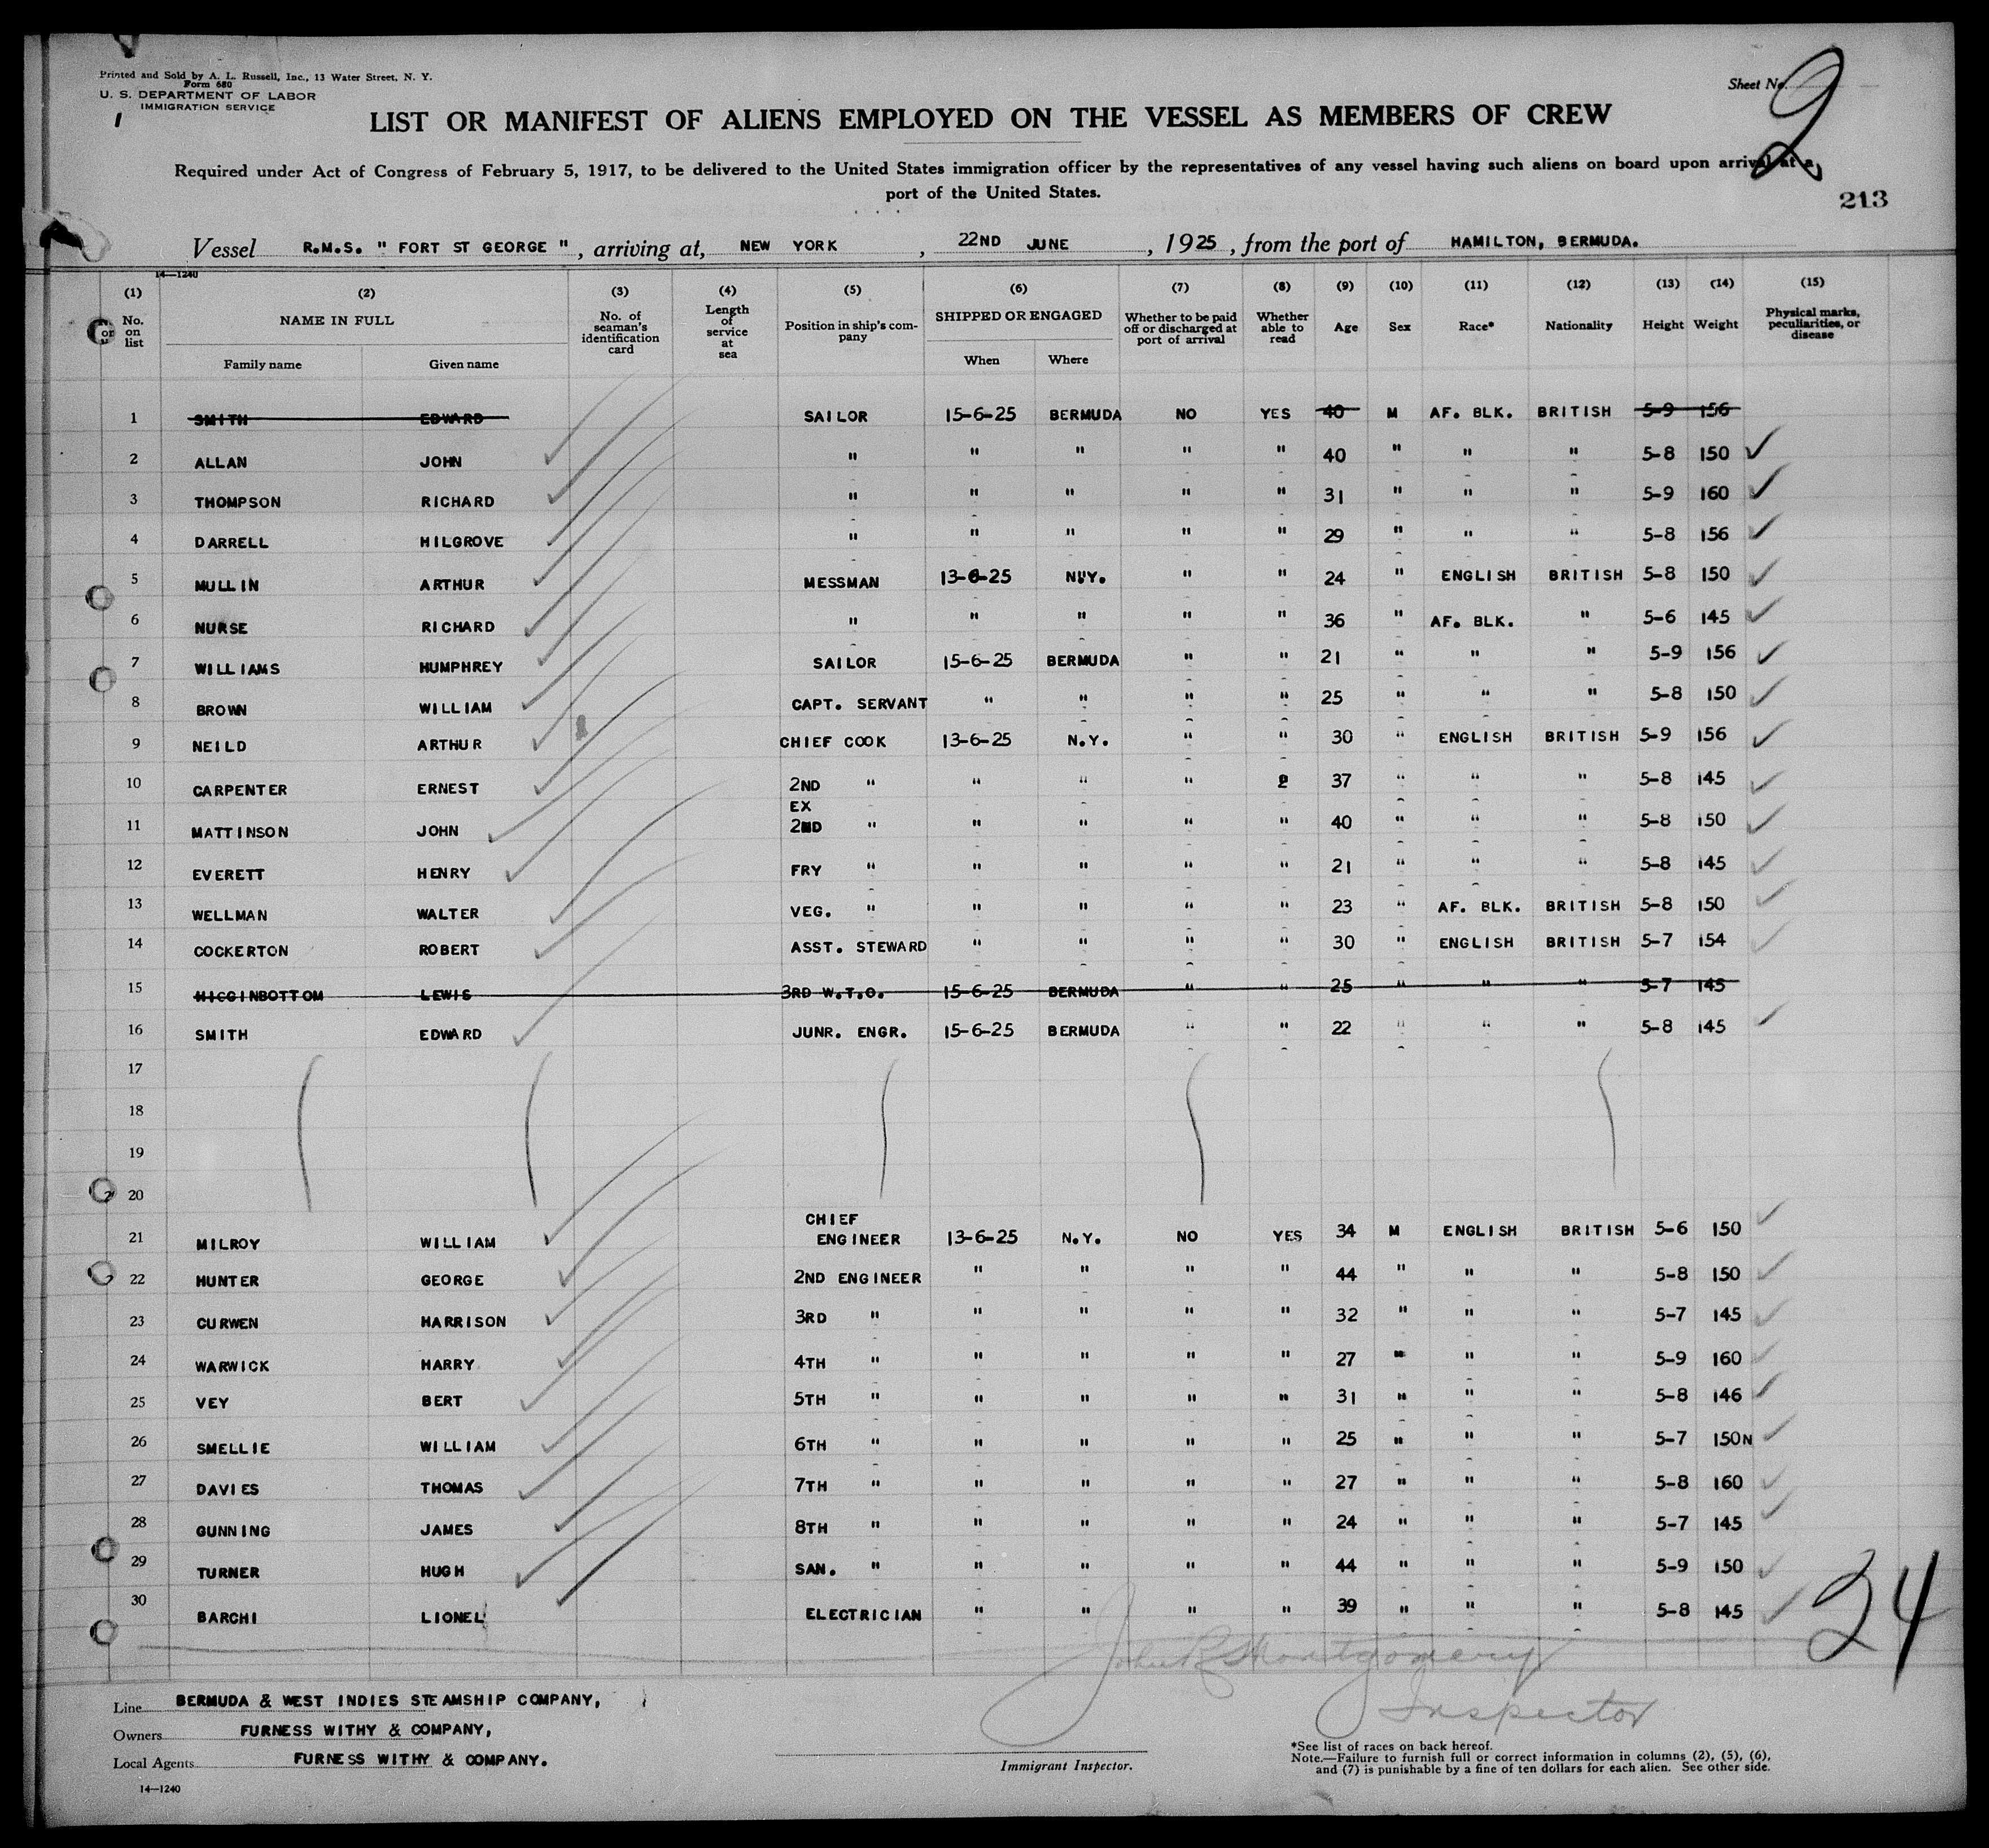 Printed and Sold by A. L. Russell, Inc., 13 Water Street, N. Y.
Form 680
U. S. DEPARTMENT OF LABOR
IMMIGRATION SERVICE
Sheet No. 2
LIST OR MANIFEST OF ALIENS EMPLOYED ON THE VESSEL AS MEMBERS OF CREW
Required under Act of Congress of February 5, 1917, to be delivered to the United States immigration officer by the representatives of any vessel having such aliens on board upon arrival at a
port of the United States.
213
Vessel R.M.S. " FORT ST GEORGE " , arriving at, NEW YORK , 22ND JUNE , 1925 , from the port of HAMILTON, BERMUDA.
14—1240
(1) No. on list (2) NAME IN FULL Family name Given name (3) No. of seaman's identification card (4) Length of service at sea (5) Position in ship's company (6) SHIPPED OR ENGAGED When Where (7) Whether to be paid off or discharged at port of arrival (8) Whether able to read (9) Age (10) Sex (11) Race* (12) Nationality (13) Height (14) Weight (15) Physical marks, peculiarities, or disease
1 SMITH EDWARD SAILOR 15-6-25 BERMUDA NO YES 40 M AF. BLK. BRITISH 5-9 156
2 ALLAN JOHN " " " " " 40 " " " 5-8 150
3 THOMPSON RICHARD " " " " " 31 " " " 5-9 160
4 DARRELL HILGROVE " " " " " 29 " " " 5-8 156
5 MULLIN ARTHUR MESSMAN 13-6-25 N.Y. " " 24 " ENGLISH BRITISH 5-8 150
6 NURSE RICHARD " " " " " 36 " AF. BLK. " 5-6 145
7 WILLIAMS HUMPHREY SAILOR 15-6-25 BERMUDA " " 21 " " " 5-9 156
8 BROWN WILLIAM CAPT. SERVANT " " " " 25 " " " 5-8 150
9 NEILD ARTHUR CHIEF COOK 13-6-25 N.Y. " " 30 " ENGLISH BRITISH 5-9 156
10 CARPENTER ERNEST 2ND " " " " 2 37 " " " 5-8 145
11 MATTINSON JOHN EX 2ND " " " " " 40 " " " 5-8 150
12 EVERETT HENRY FRY " " " " " 21 " " " 5-8 145
13 WELLMAN WALTER VEG. " " " " " 23 " AF. BLK. BRITISH 5-8 150
14 COCKERTON ROBERT ASST. STEWARD " " " " 30 " ENGLISH BRITISH 5-7 154
15 HIGGINBOTTOM LEWIS 3RD W.T.O. 15-6-25 BERMUDA " " 25 " " " 5-7 145
16 SMITH EDWARD JUNR. ENGR. 15-6-25 BERMUDA " " 22 " " " 5-8 145
17
18
19
20
21 MILROY WILLIAM CHIEF ENGINEER 13-6-25 N.Y. NO YES 34 M ENGLISH BRITISH 5-6 150
22 HUNTER GEORGE 2ND ENGINEER " " " " 44 " " " 5-8 150
23 CURWEN HARRISON 3RD " " " " " 32 " " " 5-7 145
24 WARWICK HARRY 4TH " " " " " 27 " " " 5-9 160
25 VEY BERT 5TH " " " " " 31 " " " 5-8 146
26 SMELLIE WILLIAM 6TH " " " " " 25 " " " 5-7 150N
27 DAVIES THOMAS 7TH " " " " " 27 " " " 5-8 160
28 GUNNING JAMES 8TH " " " " " 24 " " " 5-7 145
29 TURNER HUGH SAN. " " " " " 44 " " " 5-9 150
30 BARCHI LIONEL ELECTRICIAN " " " " 39 " " " 5-8 145
24
John R Montgomery
Inspector
Line BERMUDA & WEST INDIES STEAMSHIP COMPANY,
Owners FURNESS WITHY & COMPANY,
Local Agents FURNESS WITHY & COMPANY.
Immigrant Inspector.
*See list of races on back hereof.
Note.—Failure to furnish full or correct information in columns (2), (5), (6),
and (7) is punishable by a fine of ten dollars for each alien. See other side.
14—1240